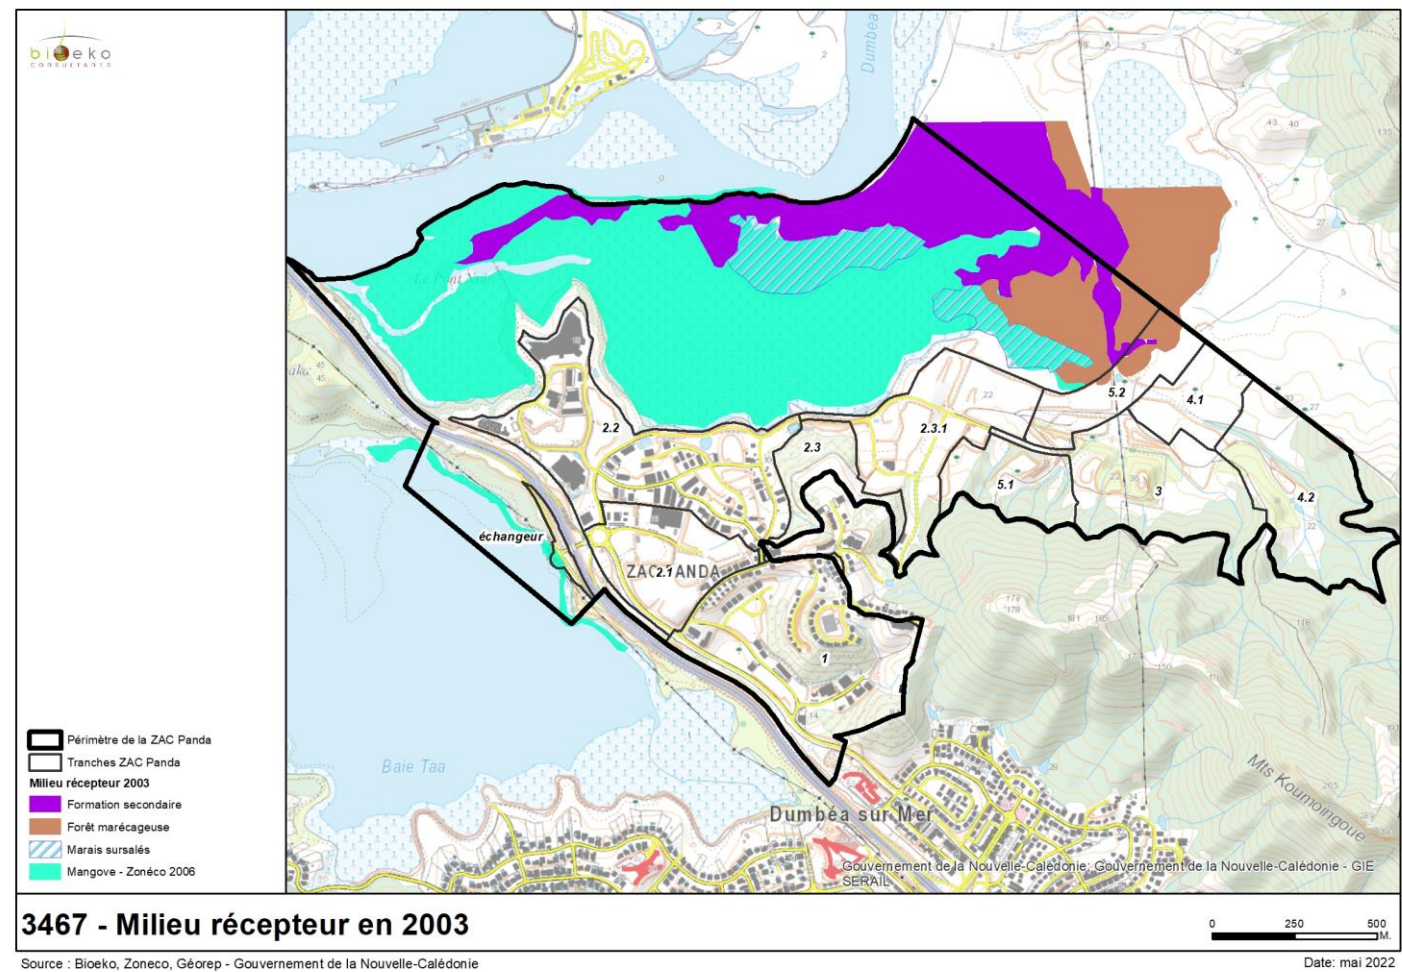 bioeko
CONSULTANTS
Dumbéa
Le Pont Noir
2.2
2.3
2.3.1
5.2
4.1
5.1
3
4.2
échangeur
ZAC PANDA
2.1
1
Baie Taa
Dumbéa sur Mer
Mts Koumoingoue
Gouvernement de la Nouvelle-Calédonie; Gouvernement de la Nouvelle-Calédonie - GIE
SERAIL
Périmètre de la ZAC Panda
Tranches ZAC Panda
Milieu récepteur 2003
Formation secondaire
Forêt marécageuse
Marais sursalés
Mangove - Zonéco 2006
3467 - Milieu récepteur en 2003
0 250 500
M.
Source : Bioeko, Zoneco, Géorep - Gouvernement de la Nouvelle-Calédonie
Date: mai 2022